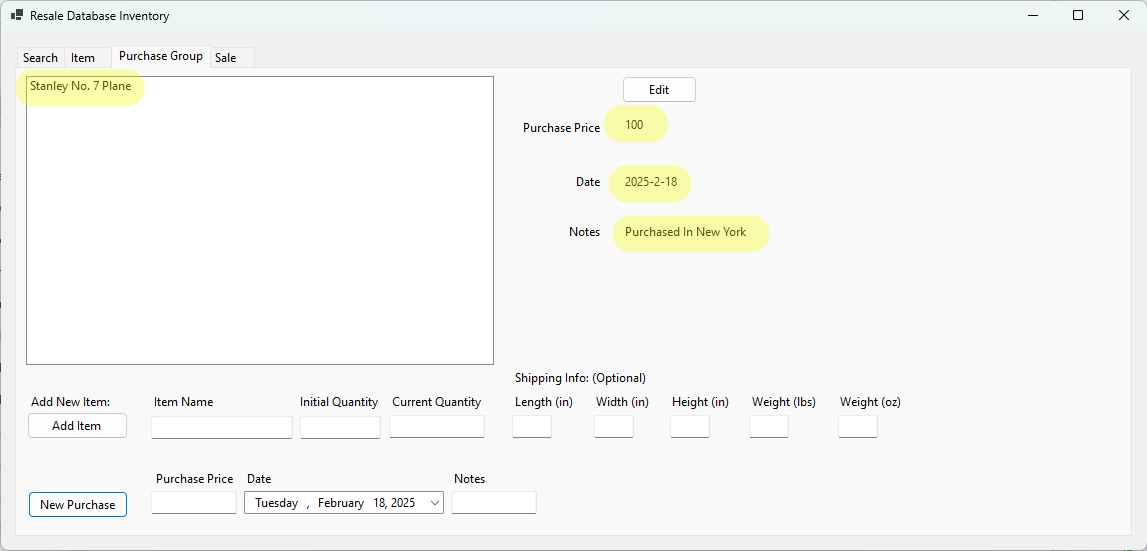 Resale Database Inventory
Search Item Purchase Group Sale
Stanley No. 7 Plane
Edit
Purchase Price 100
Date 2025-2-18
Notes Purchased In New York
Shipping Info: (Optional)
Add New Item: Item Name Initial Quantity Current Quantity Length (in) Width (in) Height (in) Weight (lbs) Weight (oz)
Add Item
Purchase Price Date Notes
New Purchase Tuesday , February 18, 2025